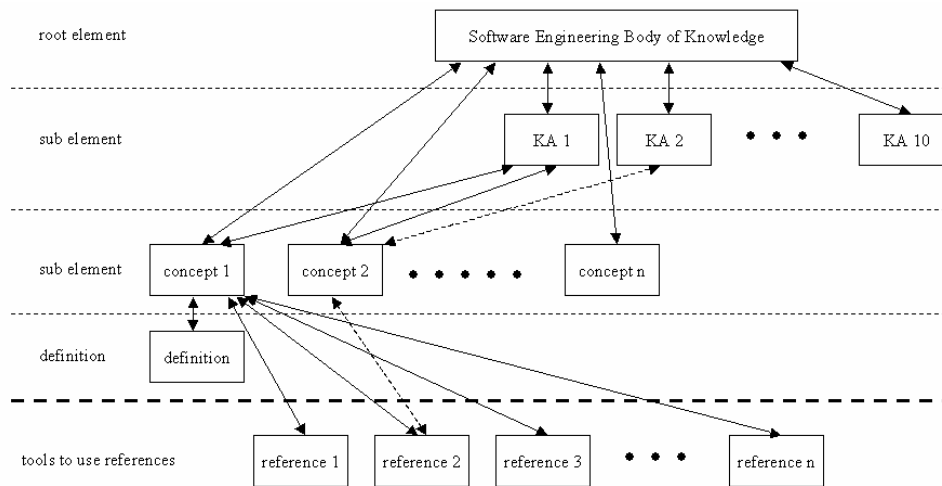 root element
Software Engineering Body of Knowledge
sub element
KA 1
KA 2
KA 10
sub element
concept 1
concept 2
concept n
definition
definition
tools to use references
reference 1
reference 2
reference 3
reference n